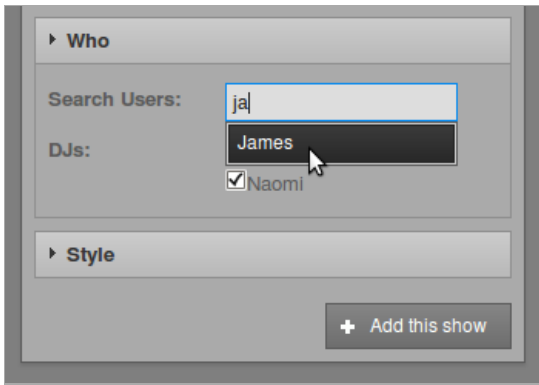 Who
Search Users:
ja
DJs:
James
Naomi
Style
Add this show